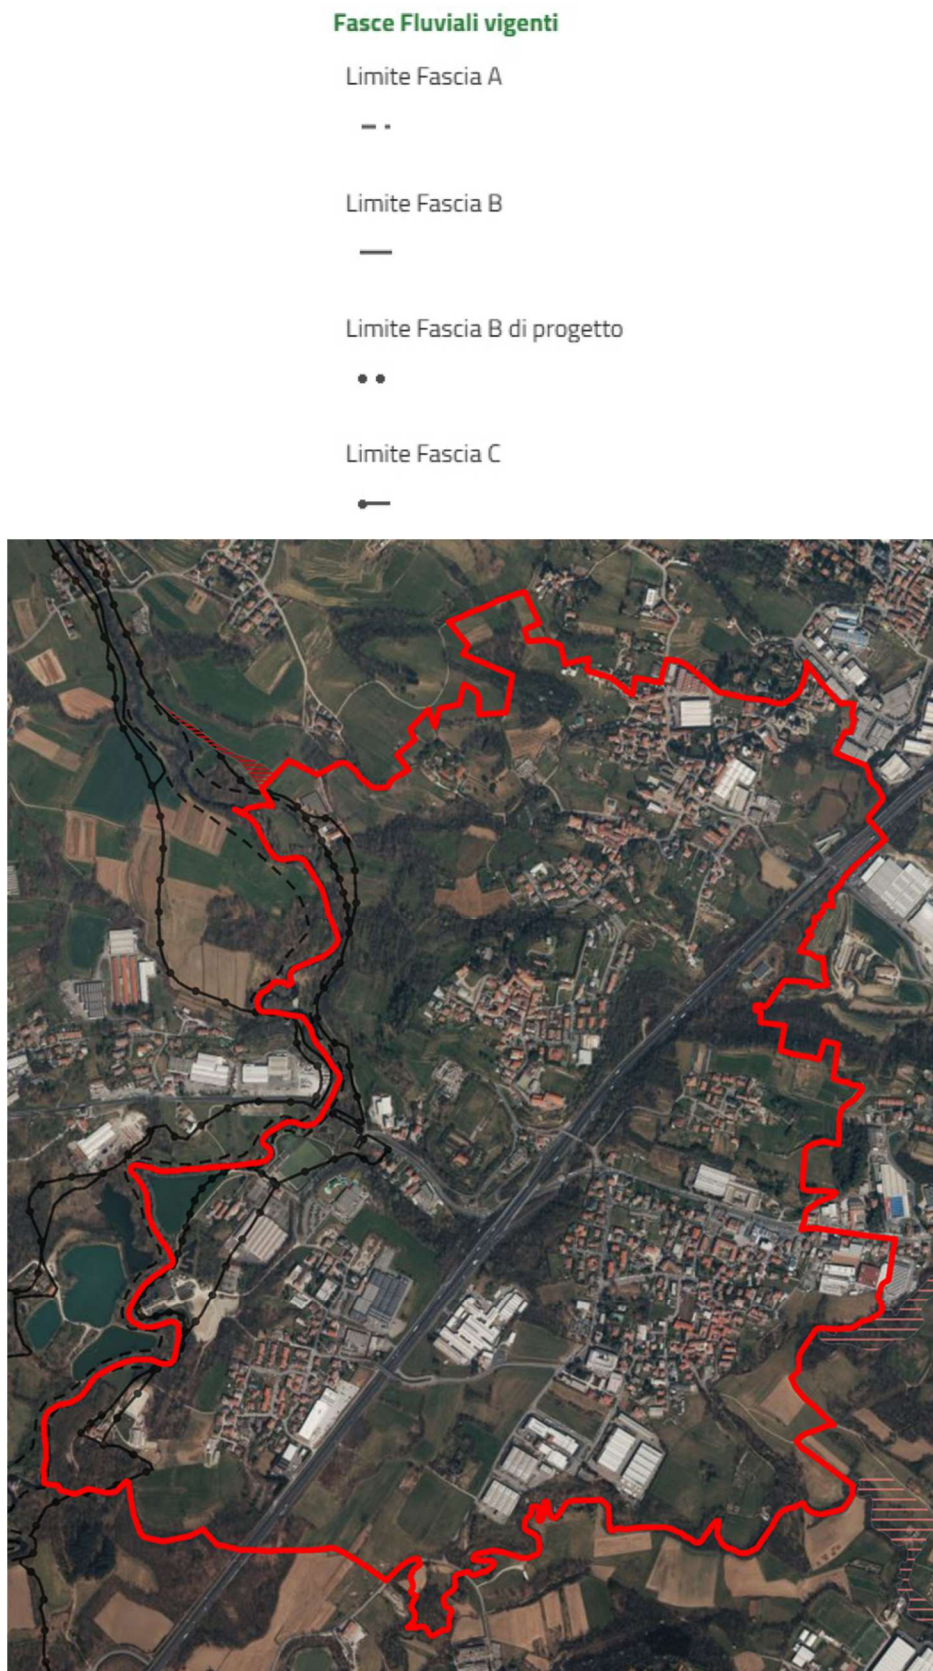 Fasce Fluviali vigenti
Limite Fascia A
Limite Fascia B
Limite Fascia B di progetto
Limite Fascia C